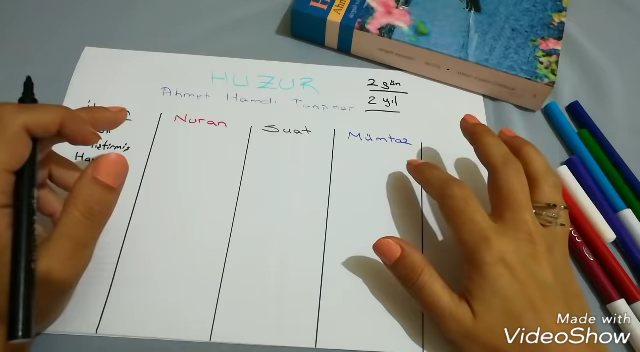 HUZUR
2 gün
2 yıl
Ahmet Hamdi Tanpınar
Nuran
Suat
Mümtaz
Made with
VideoShow